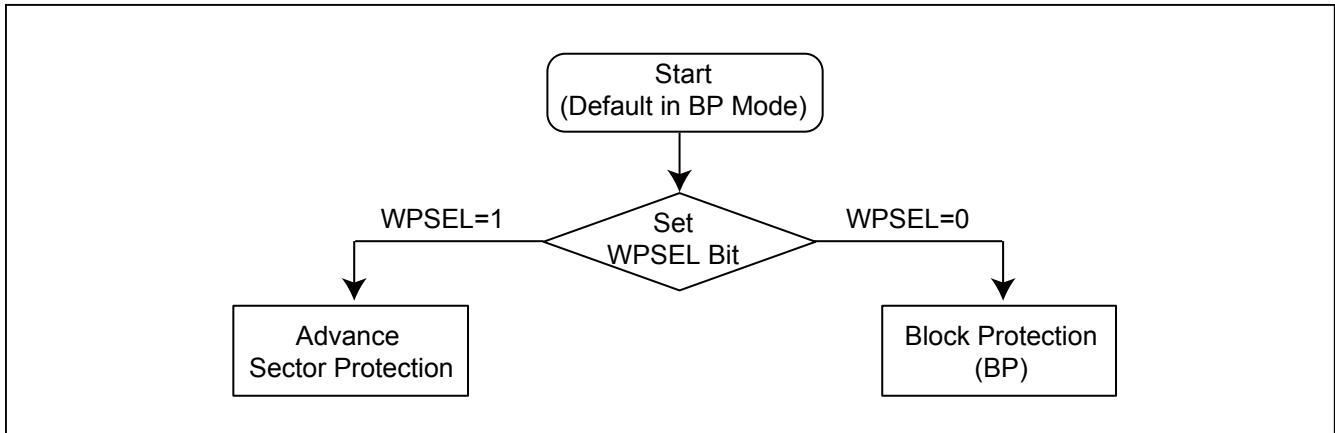 Start
(Default in BP Mode)
WPSEL=1
Set
WPSEL Bit
WPSEL=0
Advance
Sector Protection
Block Protection
(BP)